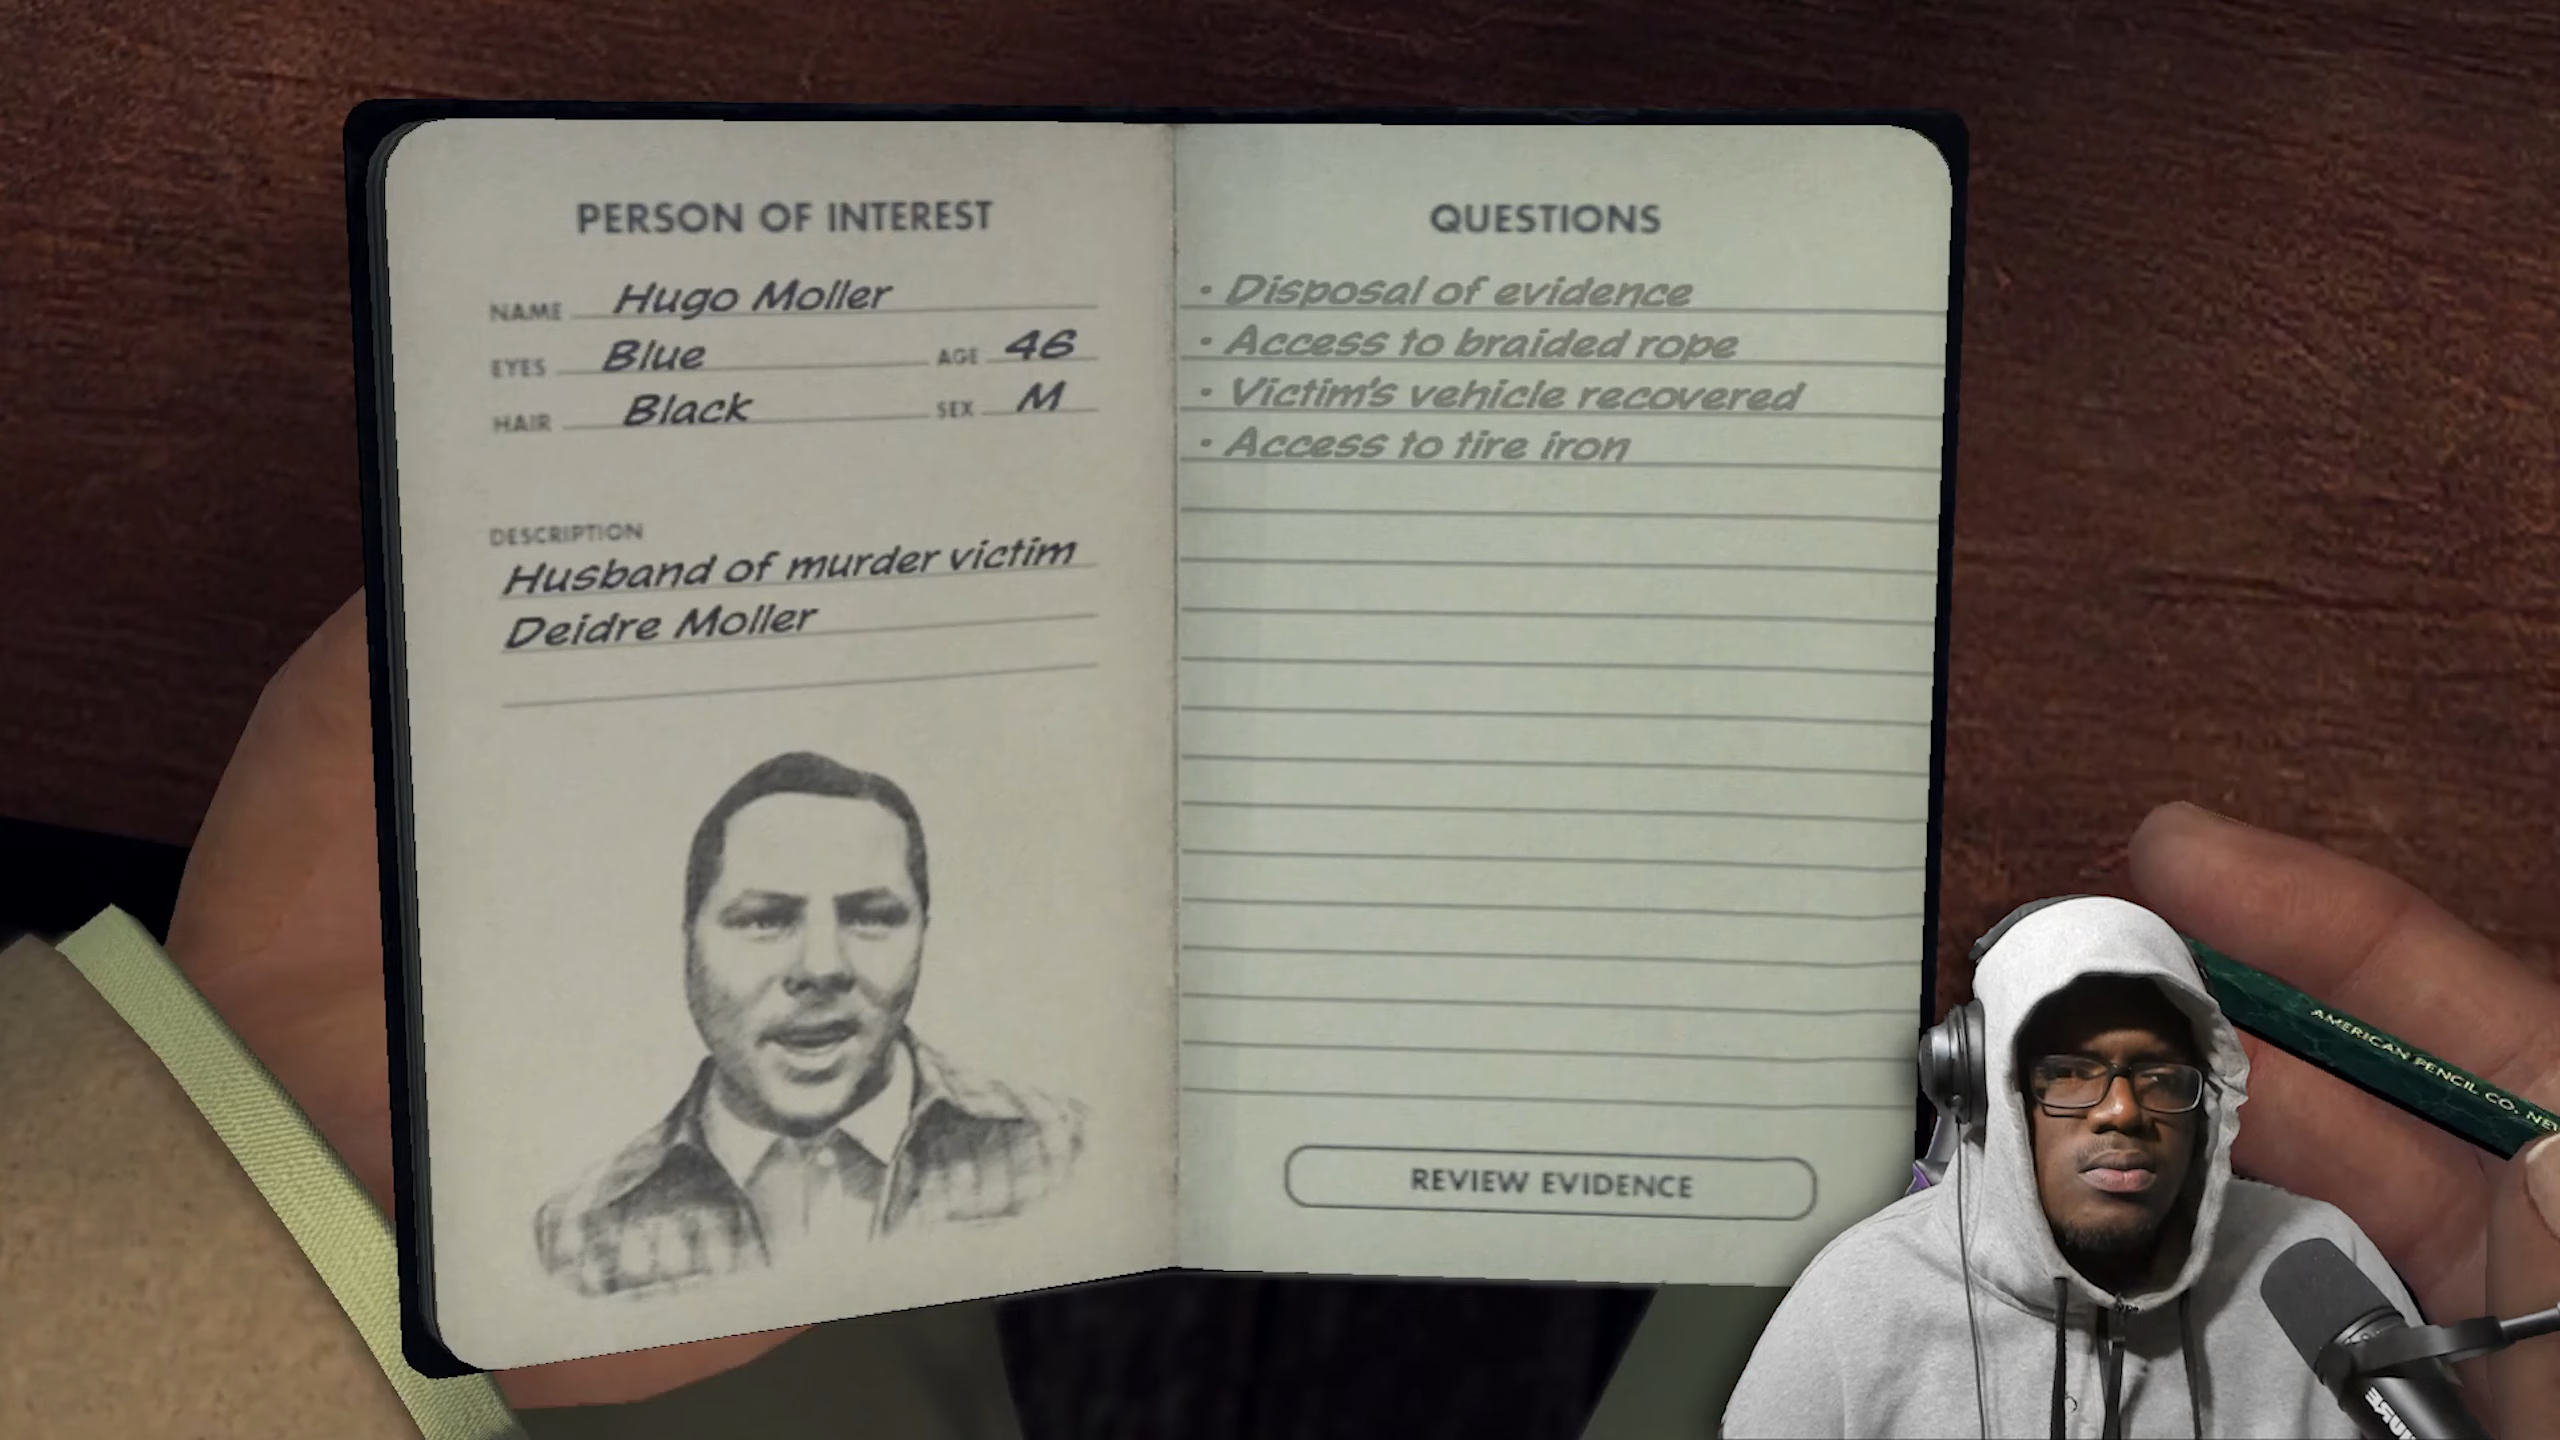 PERSON OF INTEREST
NAME Hugo Moller
EYES Blue AGE 46
HAIR Black SEX M
DESCRIPTION
Husband of murder victim
Deidre Moller
QUESTIONS
• Disposal of evidence
• Access to braided rope
• Victim's vehicle recovered
• Access to tire iron
REVIEW EVIDENCE
AMERICAN PENCIL CO.